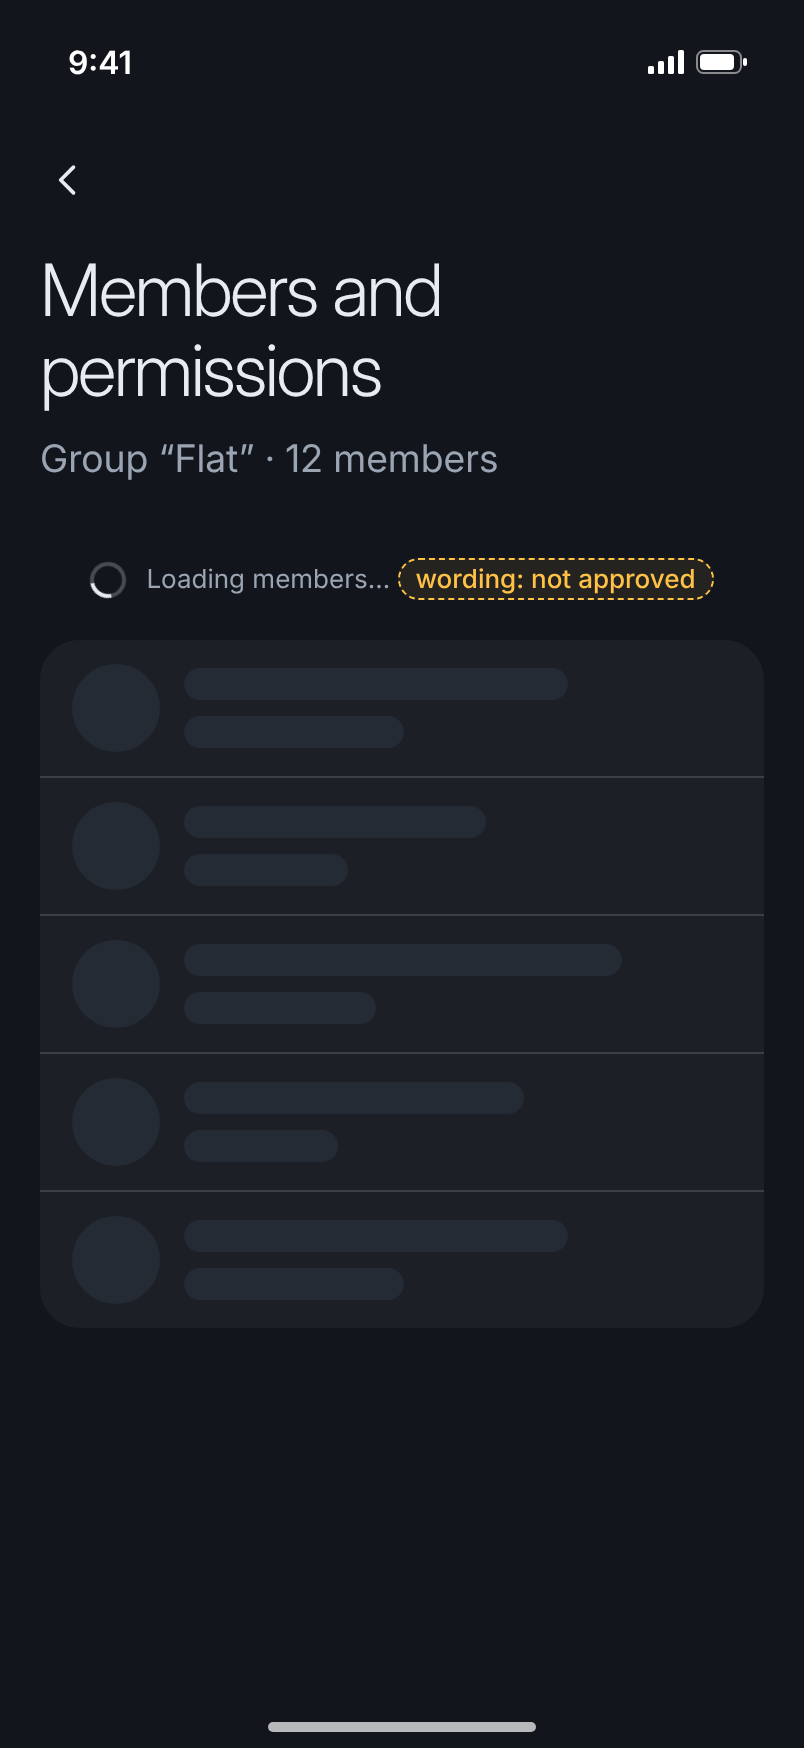 9:41
Members and
permissions
Group “Flat” · 12 members
Loading members… wording: not approved